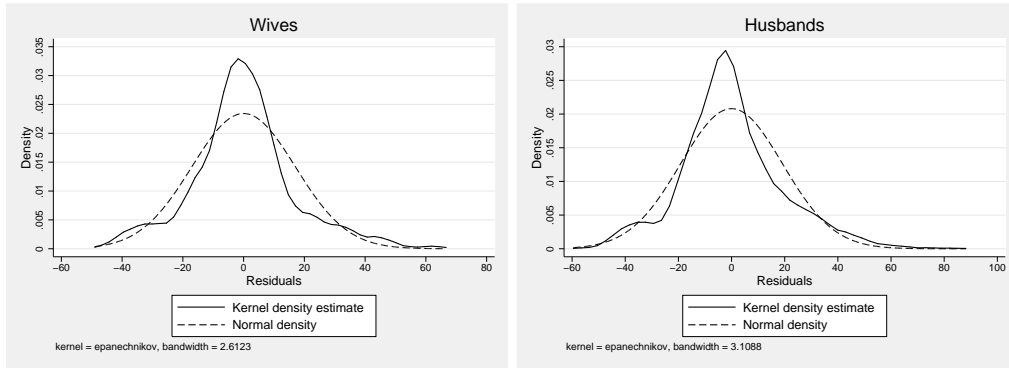 Wives
Density
.035
.03
.025
.02
.015
.01
.005
0
−60 −40 −20 0 20 40 60 80
Residuals
Kernel density estimate
Normal density
kernel = epanechnikov, bandwidth = 2.6123
Husbands
Density
.03
.025
.02
.015
.01
.005
0
−60 −40 −20 0 20 40 60 80 100
Residuals
Kernel density estimate
Normal density
kernel = epanechnikov, bandwidth = 3.1088